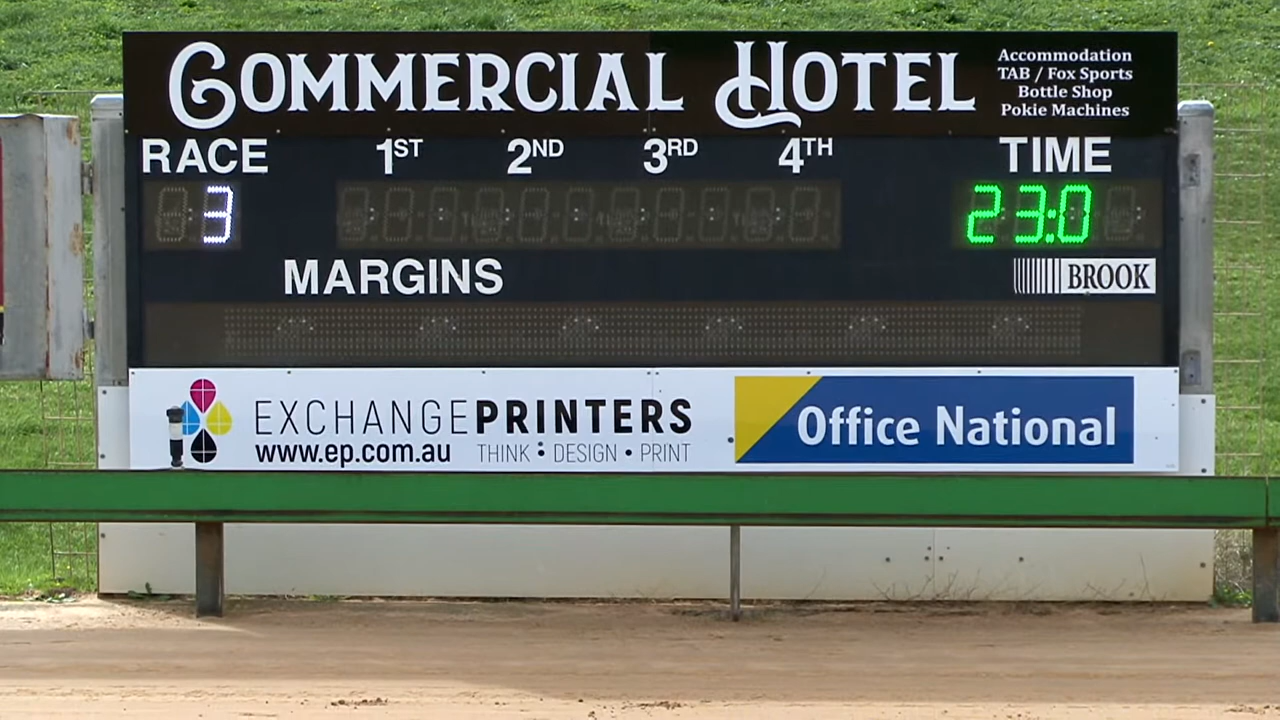 COMMERCIAL HOTEL
Accommodation
TAB / Fox Sports
Bottle Shop
Pokie Machines
RACE 1ST 2ND 3RD 4TH TIME
3 23:0
MARGINS
BROOK
EXCHANGEPRINTERS
www.ep.com.au THINK : DESIGN • PRINT
Office National